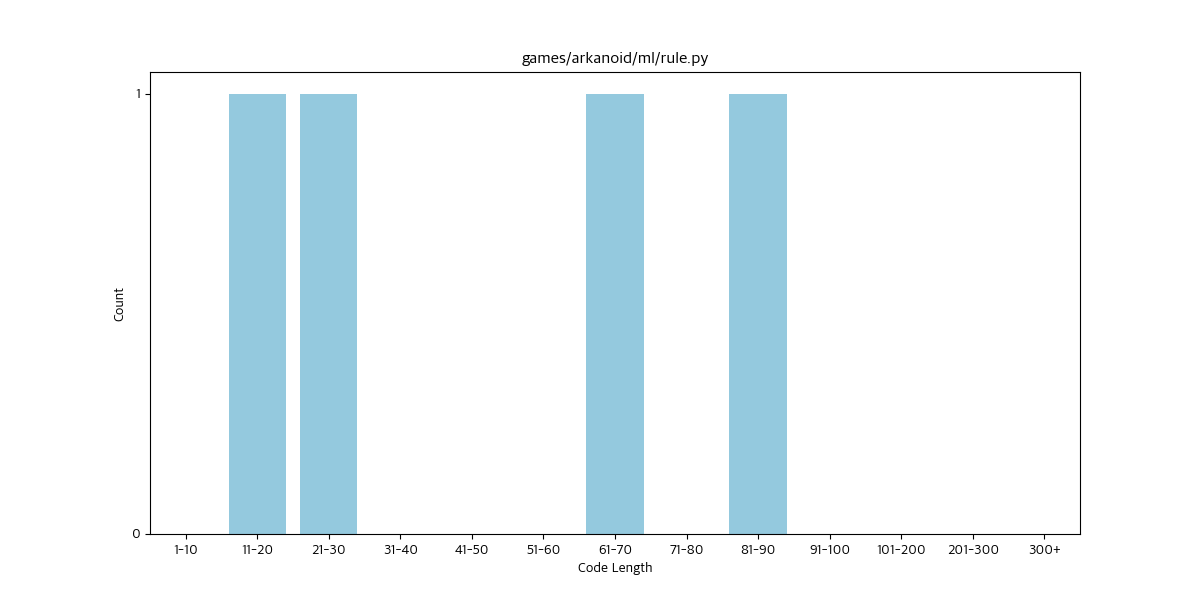 games/arkanoid/ml/rule.py
1
Count
0
1-10 11-20 21-30 31-40 41-50 51-60 61-70 71-80 81-90 91-100 101-200 201-300 300+
Code Length